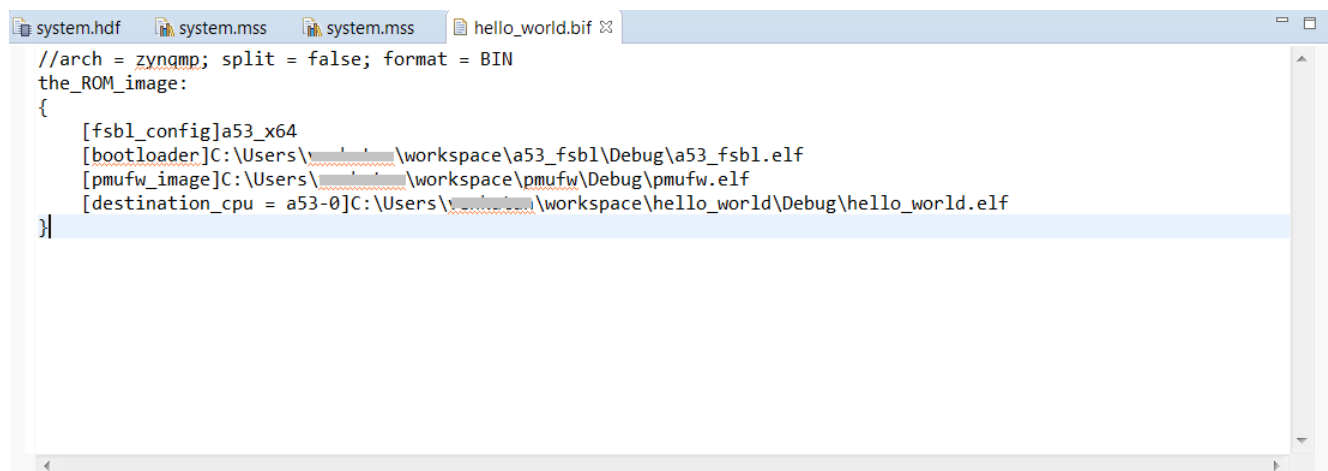 system.hdf system.mss system.mss hello_world.bif
//arch = zynqmp; split = false; format = BIN
the_ROM_image:
{
[fsbl_config]a53_x64
[bootloader]C:\Users\ \workspace\a53_fsbl\Debug\a53_fsbl.elf
[pmufw_image]C:\Users\ \workspace\pmufw\Debug\pmufw.elf
[destination_cpu = a53-0]C:\Users\ \workspace\hello_world\Debug\hello_world.elf
}